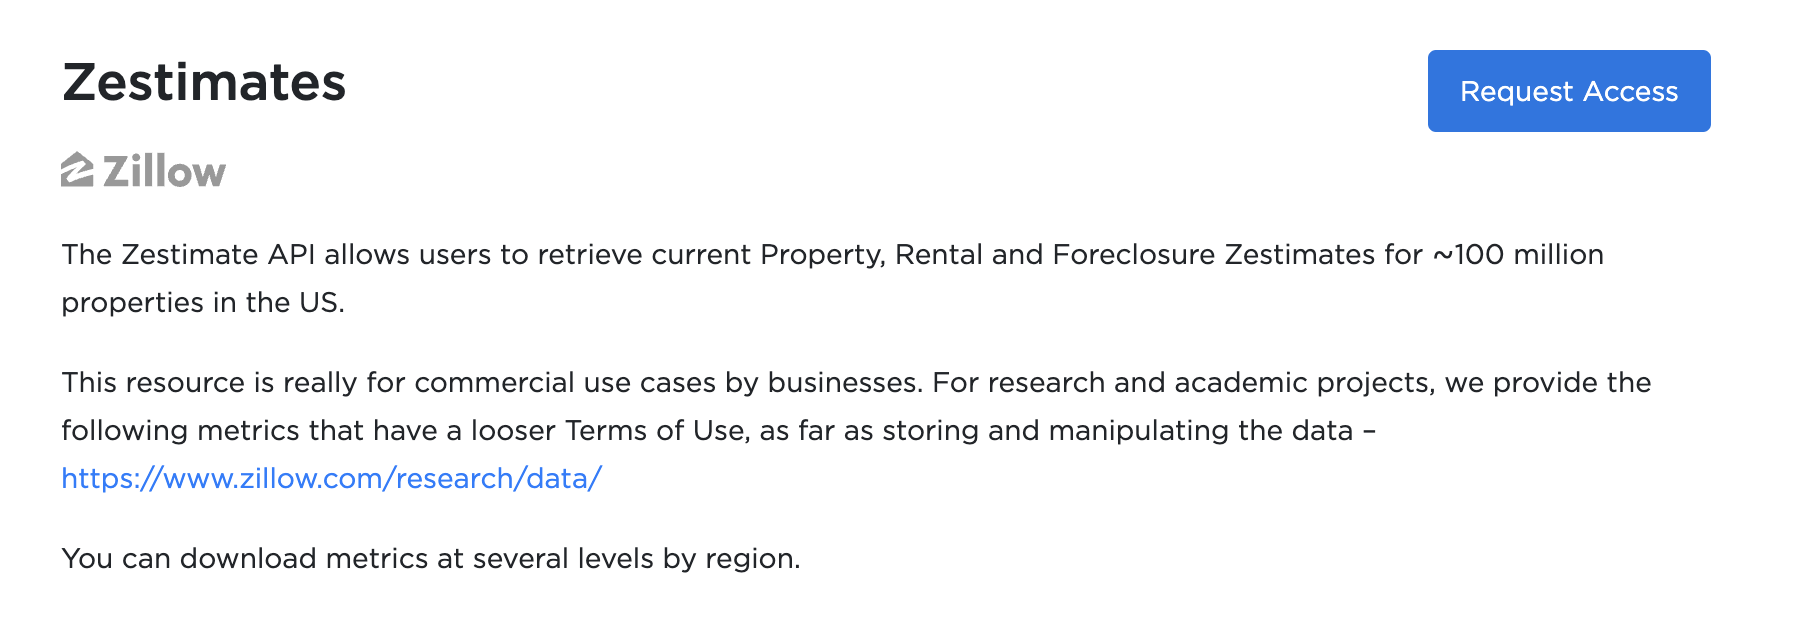 Zestimates
Request Access
Zillow
The Zestimate API allows users to retrieve current Property, Rental and Foreclosure Zestimates for ~100 million
properties in the US.
This resource is really for commercial use cases by businesses. For research and academic projects, we provide the
following metrics that have a looser Terms of Use, as far as storing and manipulating the data –
https://www.zillow.com/research/data/
You can download metrics at several levels by region.